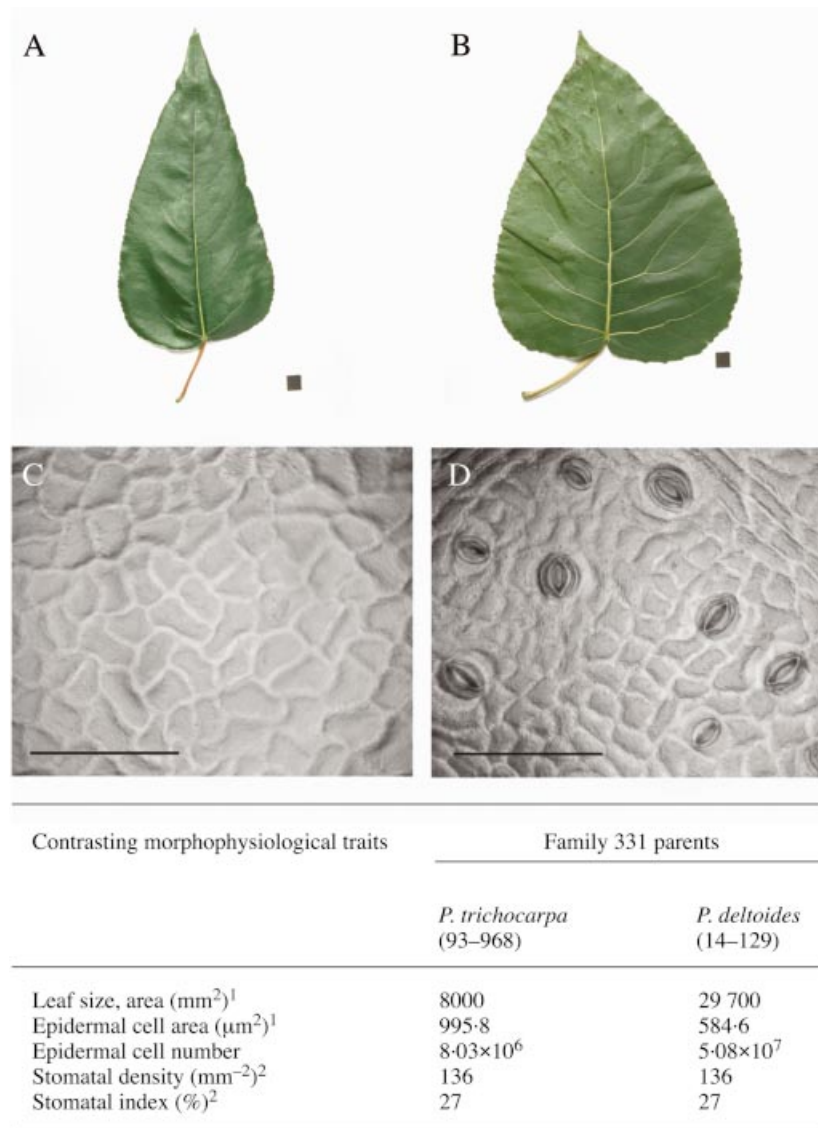 A B
C D
Contrasting morphophysiological traits Family 331 parents
P. trichocarpa P. deltoides
(93–968) (14–129)
Leaf size, area (mm²)¹ 8000 29 700
Epidermal cell area (μm²)¹ 995·8 584·6
Epidermal cell number 8·03×10⁶ 5·08×10⁷
Stomatal density (mm⁻²)² 136 136
Stomatal index (%)² 27 27